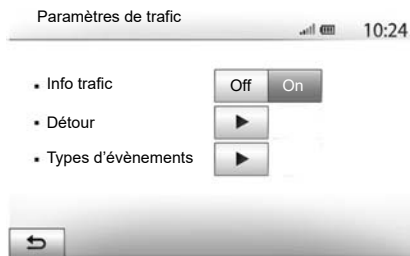 Paramètres de trafic
10:24
Info trafic
Off On
Détour
Types d’évènements